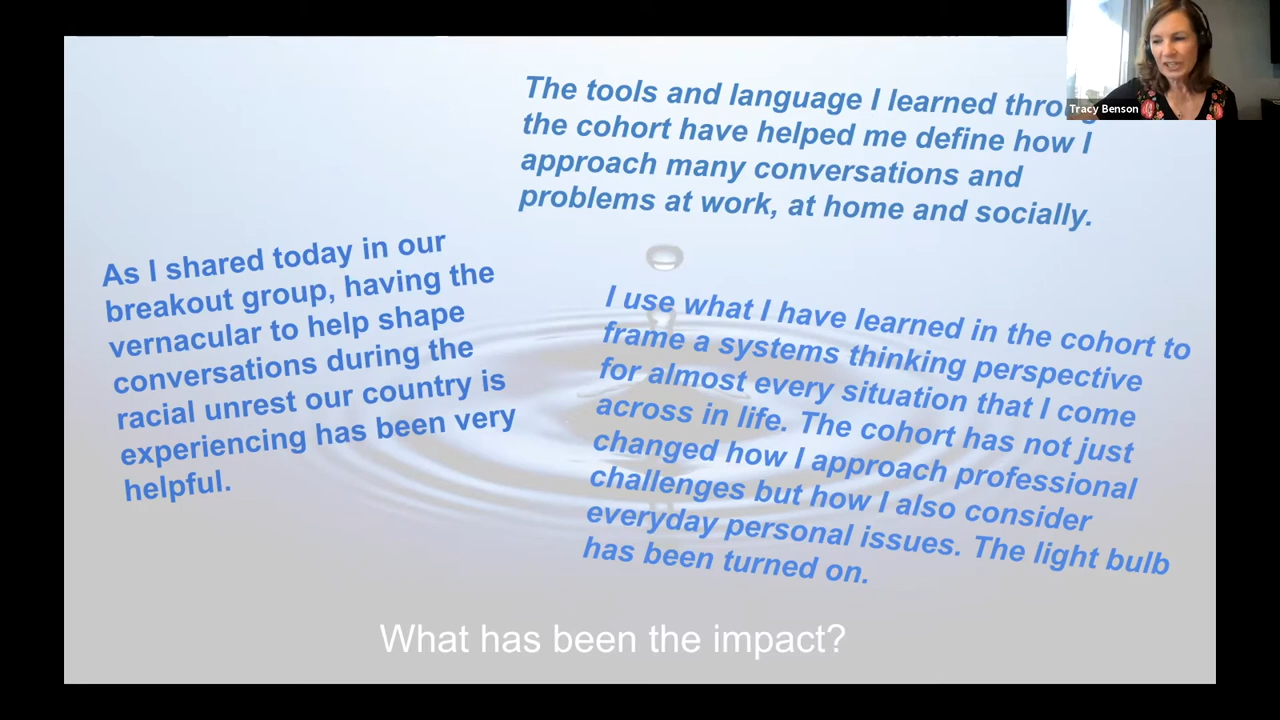 The tools and language I learned
the cohort have helped me define how I
approach many conversations and
problems at work, at home and socially.
Tracy Benson
As I shared today in our
breakout group, having the
vernacular to help shape
conversations during the
racial unrest our country is
experiencing has been very
helpful.
I use what I have learned in the cohort to
frame a systems thinking perspective
for almost every situation that I come
across in life. The cohort has not just
changed how I approach professional
challenges but how I also consider
everyday personal issues. The light bulb
has been turned on.
What has been the impact?